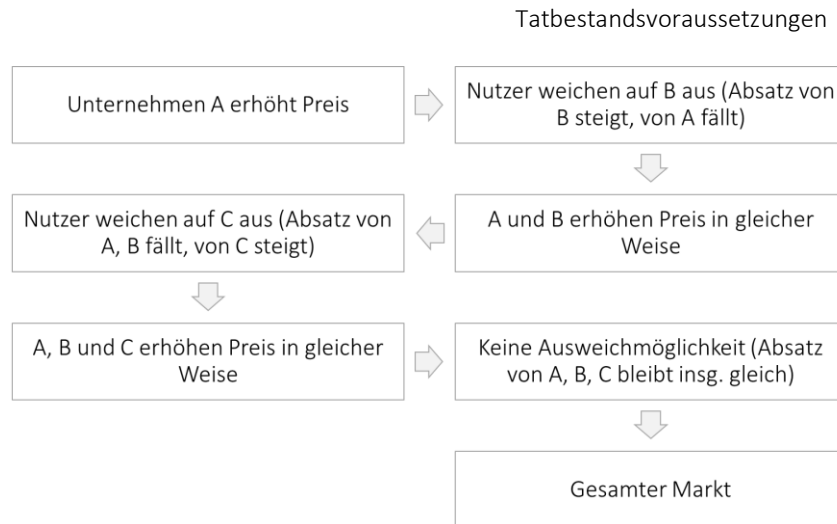 Tatbestandsvoraussetzungen
Unternehmen A erhöht Preis
Nutzer weichen auf B aus (Absatz von
B steigt, von A fällt)
A und B erhöhen Preis in gleicher
Weise
Nutzer weichen auf C aus (Absatz von
A, B fällt, von C steigt)
A, B und C erhöhen Preis in gleicher
Weise
Keine Ausweichmöglichkeit (Absatz
von A, B, C bleibt insg. gleich)
Gesamter Markt